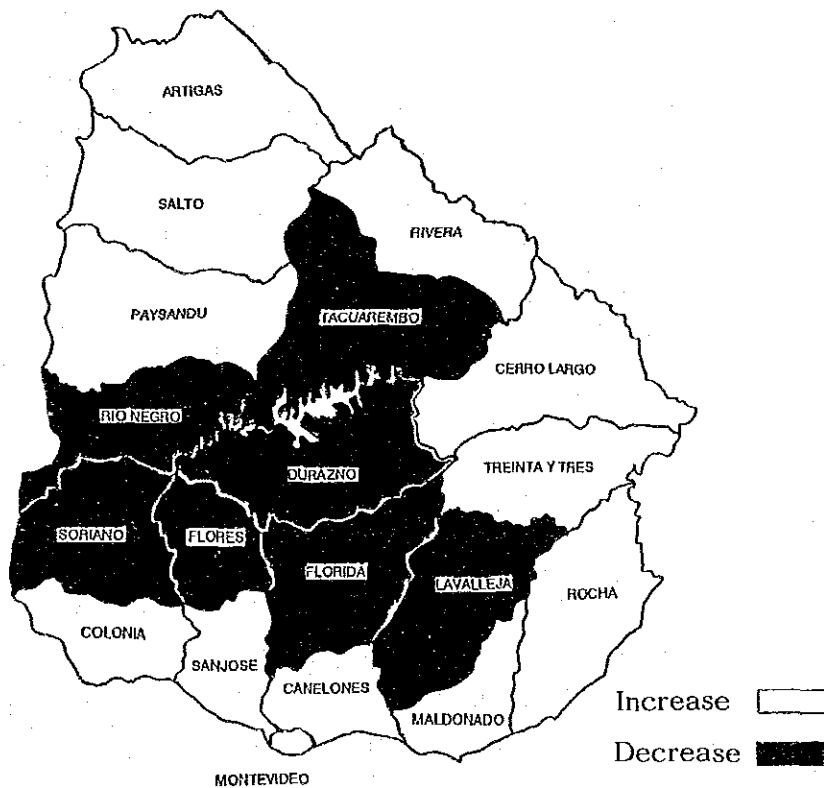 ARTIGAS
SALTO
RIVERA
PAYSANDU
TACUAREMBO
CERRO LARGO
RIO NEGRO
TREINTA Y TRES
DURAZNO
SORIANO
FLORES
FLORIDA
LAVALLEJA
ROCHA
COLONIA
SANJOSE
CANELONES
MALDONADO
MONTEVIDEO
Increase
Decrease